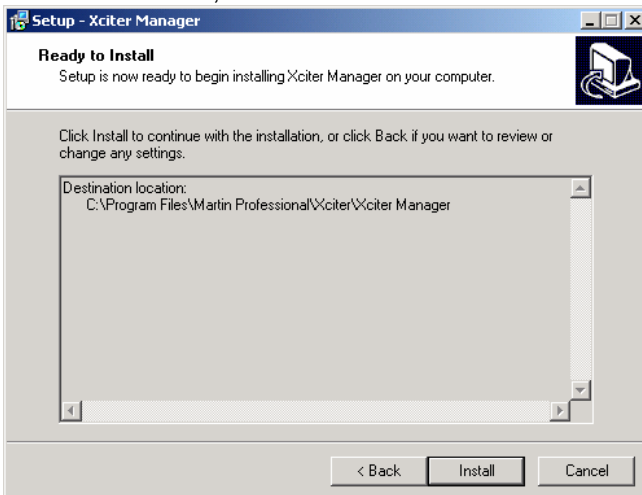 Setup - Xciter Manager
Ready to Install
Setup is now ready to begin installing Xciter Manager on your computer.
Click Install to continue with the installation, or click Back if you want to review or
change any settings.
Destination location:
C:\Program Files\Martin Professional\Xciter\Xciter Manager
< Back
Install
Cancel